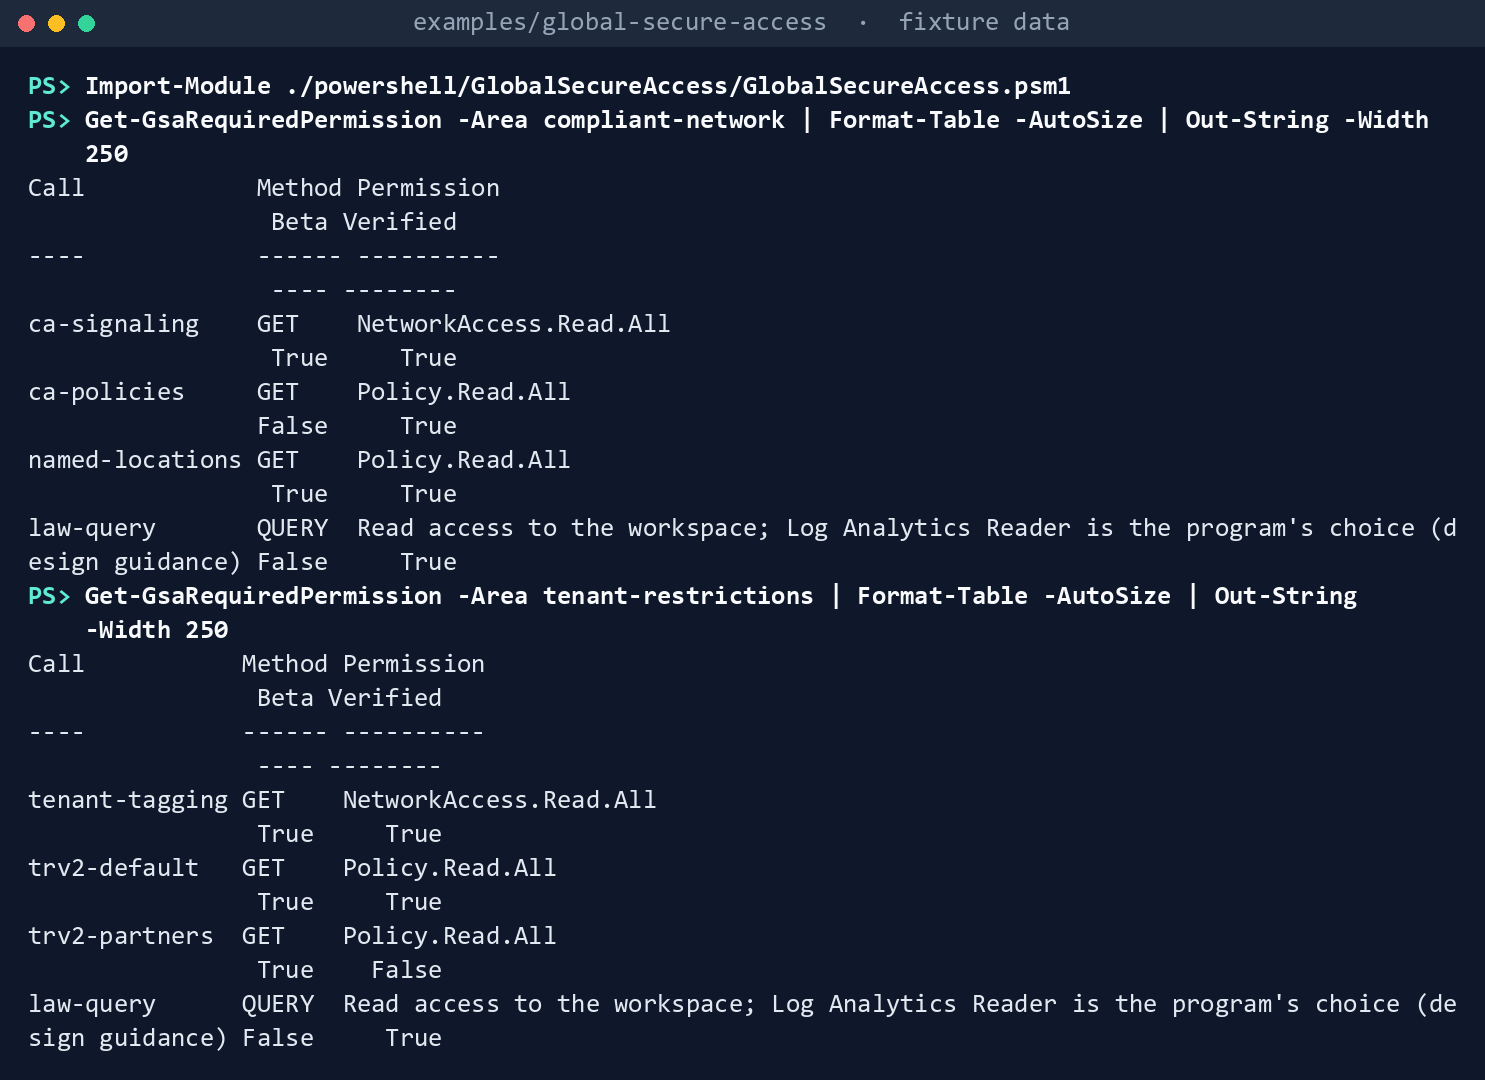 examples/global-secure-access · fixture data
PS> Import-Module ./powershell/GlobalSecureAccess/GlobalSecureAccess.psm1
PS> Get-GsaRequiredPermission -Area compliant-network | Format-Table -AutoSize | Out-String -Width
    250
Call            Method Permission
                 Beta Verified
----            ------ ----------
                 ---- --------
ca-signaling    GET    NetworkAccess.Read.All
                 True     True
ca-policies     GET    Policy.Read.All
                False     True
named-locations GET    Policy.Read.All
                 True     True
law-query       QUERY  Read access to the workspace; Log Analytics Reader is the program's choice (d
esign guidance) False     True
PS> Get-GsaRequiredPermission -Area tenant-restrictions | Format-Table -AutoSize | Out-String
    -Width 250
Call           Method Permission
                Beta Verified
----           ------ ----------
                ---- --------
tenant-tagging GET    NetworkAccess.Read.All
                True     True
trv2-default   GET    Policy.Read.All
                True     True
trv2-partners  GET    Policy.Read.All
                True    False
law-query      QUERY  Read access to the workspace; Log Analytics Reader is the program's choice (de
sign guidance) False     True